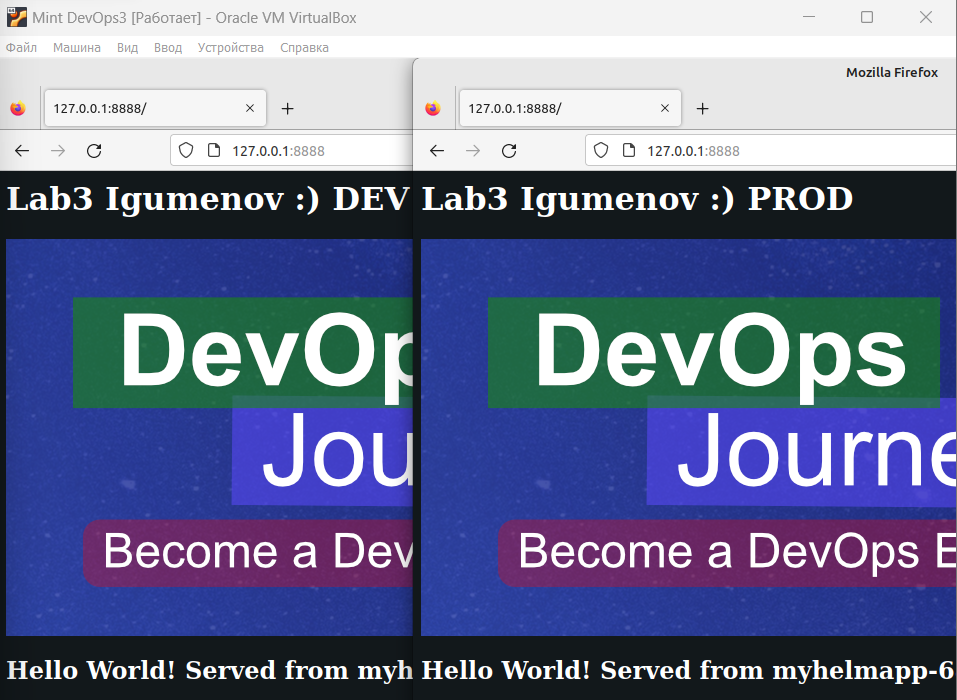 Mint DevOps3 [Работает] - Oracle VM VirtualBox
Файл Машина Вид Ввод Устройства Справка
Mozilla Firefox
127.0.0.1:8888/
127.0.0.1:8888
Lab3 Igumenov :) DEV
DevOp
Jou
Become a Dev
Hello World! Served from myh
127.0.0.1:8888/
127.0.0.1:8888
Lab3 Igumenov :) PROD
DevOps
Journe
Become a DevOps E
Hello World! Served from myhelmapp-6